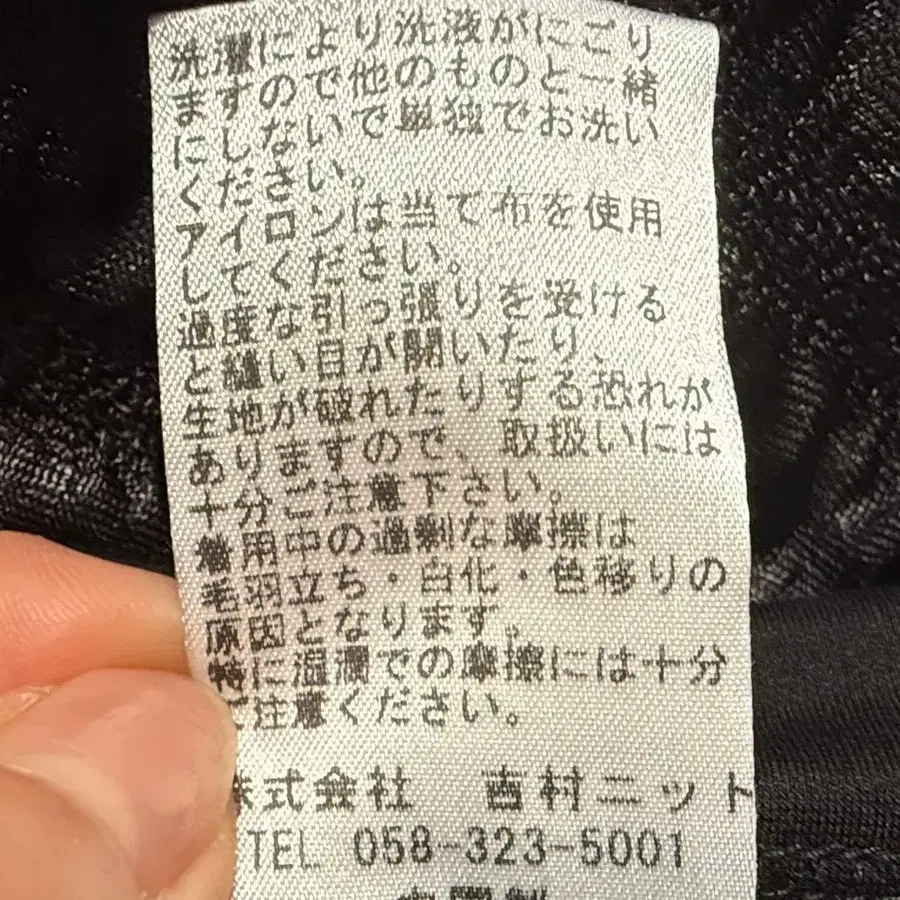 洗濯により洗液がにごり
ますので他のものと一緒
にしないで単独でお洗い
ください。
アイロンは当て布を使用
してください。
過度な引っ張りを受ける
と縫い目が開いたり、
生地が破れたりする恐れが
ありますので、取扱いには
十分ご注意下さい。
着用中の過剰な摩擦は
毛羽立ち・白化・色移りの
原因となります。
特に湿潤での摩擦には十分
ご注意ください。
株式会社 吉村ニット
TEL 058-323-5001